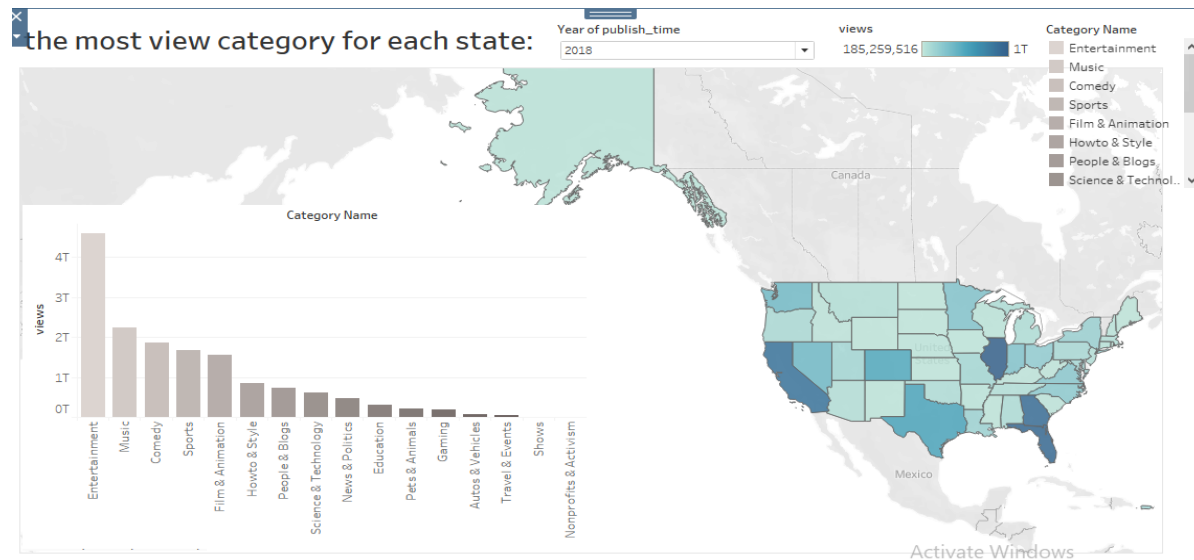 the most view category for each state:
Year of publish_time
2018
views
185,259,516
1T
Category Name
Entertainment
Music
Comedy
Sports
Film & Animation
Howto & Style
People & Blogs
Science & Technol..
Canada
United
Mexico
Category Name
views
4T
3T
2T
1T
0T
Entertainment
Music
Comedy
Sports
Film & Animation
Howto & Style
People & Blogs
Science & Technology
News & Politics
Education
Pets & Animals
Gaming
Autos & Vehicles
Travel & Events
Shows
Nonprofits & Activism
Activate Windows